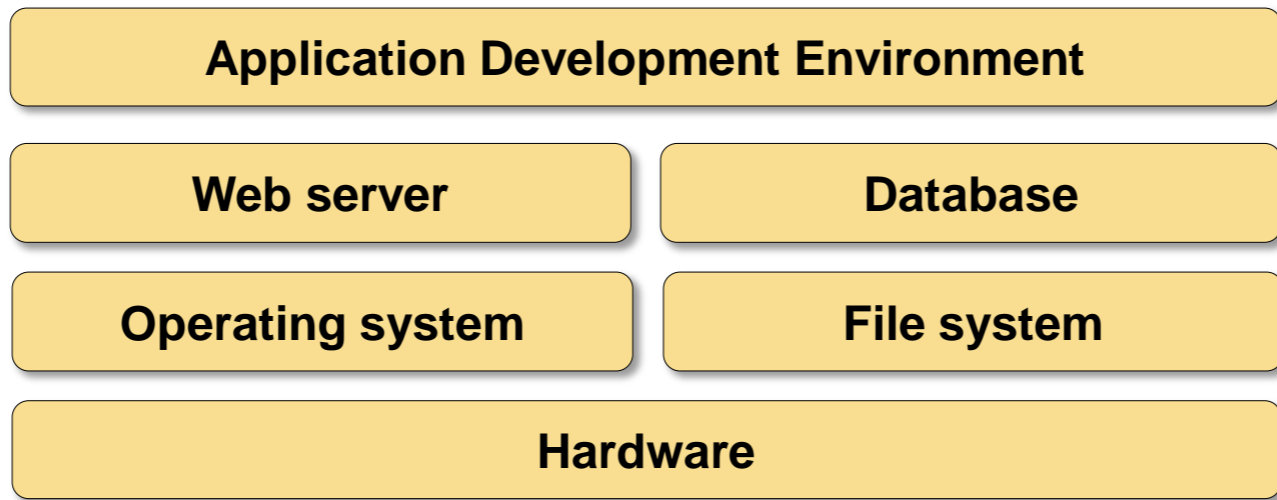 Application Development Environment
Web server
Database
Operating system
File system
Hardware